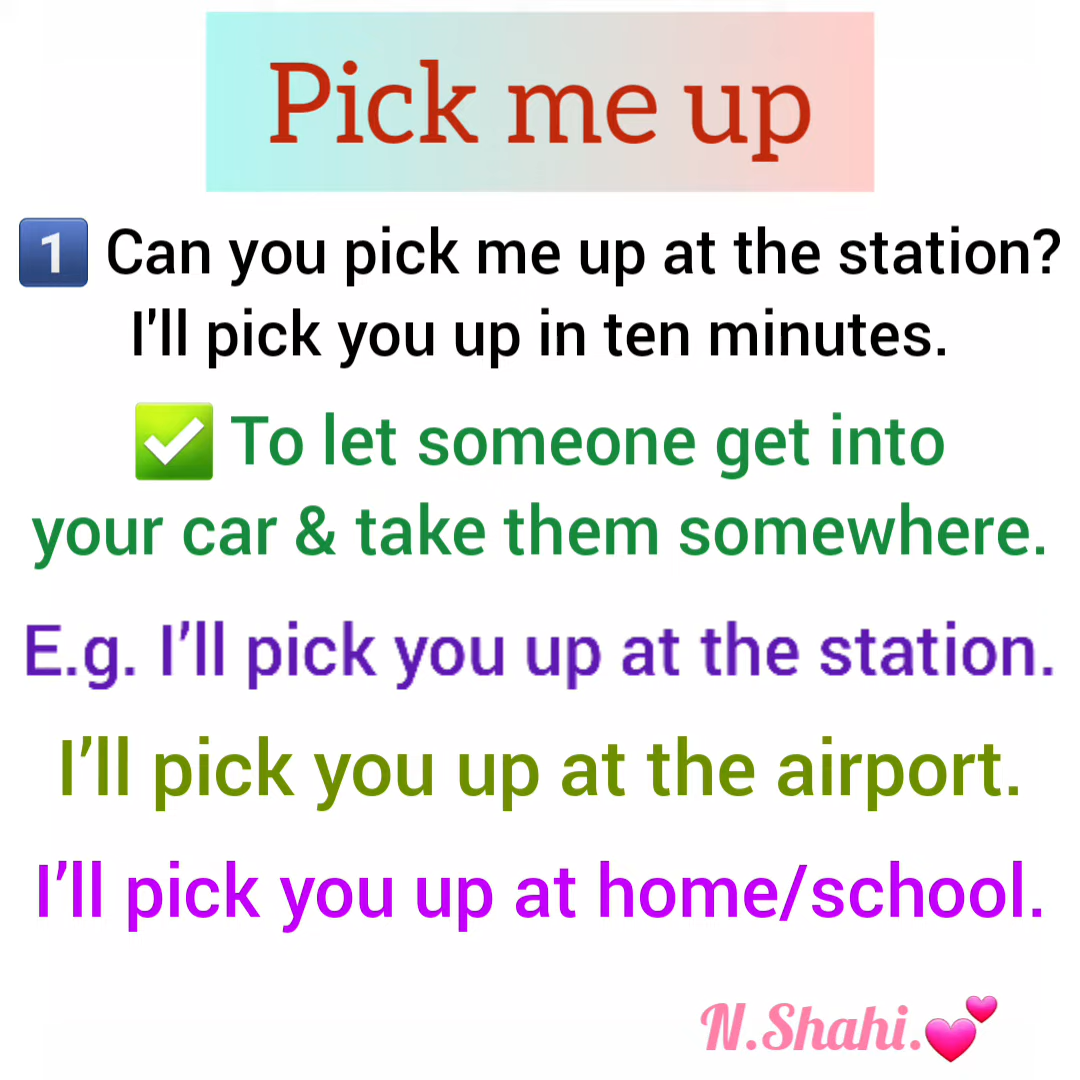 Pick me up
1️⃣ Can you pick me up at the station?
I'll pick you up in ten minutes.
✅ To let someone get into
your car & take them somewhere.
E.g. I’ll pick you up at the station.
I’ll pick you up at the airport.
I’ll pick you up at home/school.
N.Shahi.💕